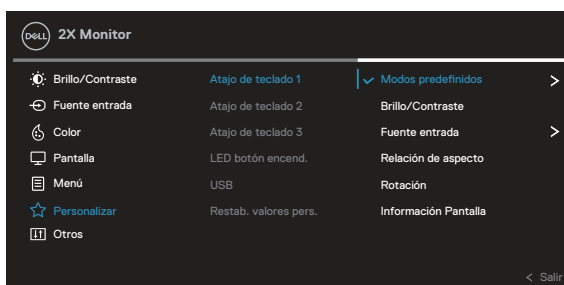 DELL 2X Monitor
Brillo/Contraste Atajo de teclado 1 Modos predefinidos >
Fuente entrada Atajo de teclado 2 Brillo/Contraste
Color Atajo de teclado 3 Fuente entrada >
Pantalla LED botón encend. Relación de aspecto
Menú USB Rotación
Personalizar Restab. valores pers. Información Pantalla
Otros
< Salir